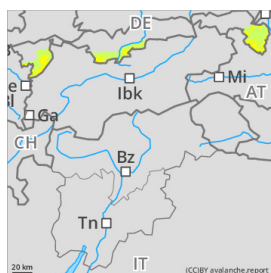 DE
Mi
Ibk
AT
Ga
CH
Bz
Tn
IT
20 km
(CC)BY avalanche.report